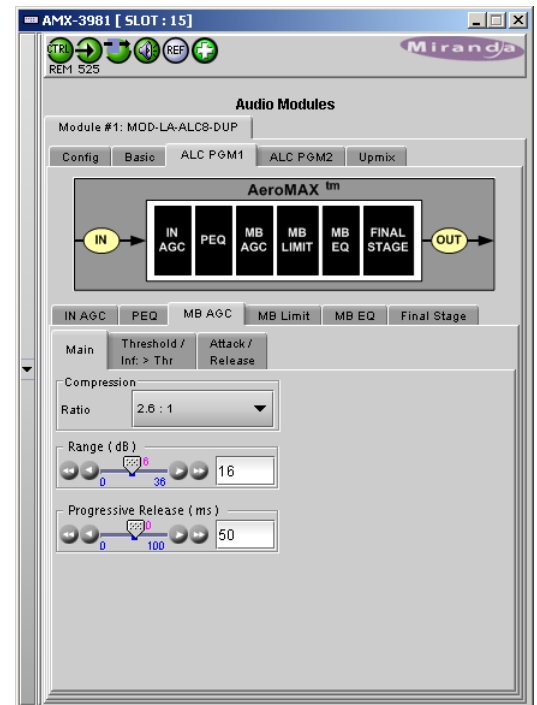 AMX-3981 [ SLOT : 15]
CTRL REF
REM 525
Miranda
Audio Modules
Module #1: MOD-LA-ALC8-DUP
Config Basic ALC PGM1 ALC PGM2 Upmix
AeroMAX tm
IN IN AGC PEQ MB AGC MB LIMIT MB EQ FINAL STAGE OUT
IN AGC PEQ MB AGC MB Limit MB EQ Final Stage
Main Threshold / Inf: > Thr Attack / Release
Compression
Ratio 2.6 : 1
Range ( dB )
0 36 16
Progressive Release ( ms )
0 100 50